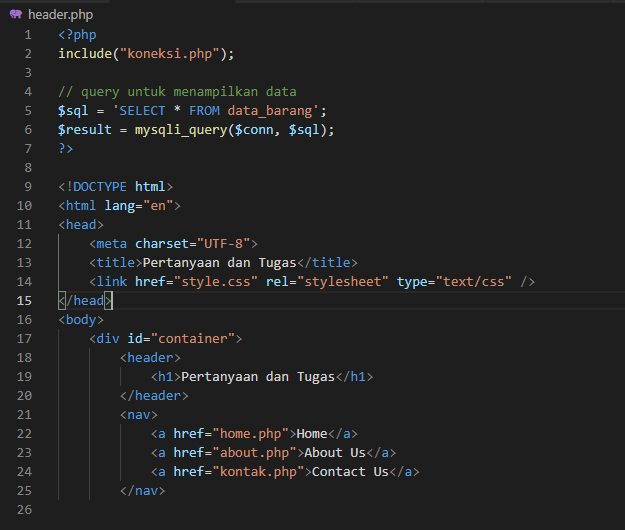 header.php
1 <?php
2 include("koneksi.php");
3
4 // query untuk menampilkan data
5 $sql = 'SELECT * FROM data_barang';
6 $result = mysqli_query($conn, $sql);
7 ?>
8
9 <!DOCTYPE html>
10 <html lang="en">
11 <head>
12     <meta charset="UTF-8">
13     <title>Pertanyaan dan Tugas</title>
14     <link href="style.css" rel="stylesheet" type="text/css" />
15 </head>
16 <body>
17     <div id="container">
18         <header>
19             <h1>Pertanyaan dan Tugas</h1>
20         </header>
21         <nav>
22             <a href="home.php">Home</a>
23             <a href="about.php">About Us</a>
24             <a href="kontak.php">Contact Us</a>
25         </nav>
26